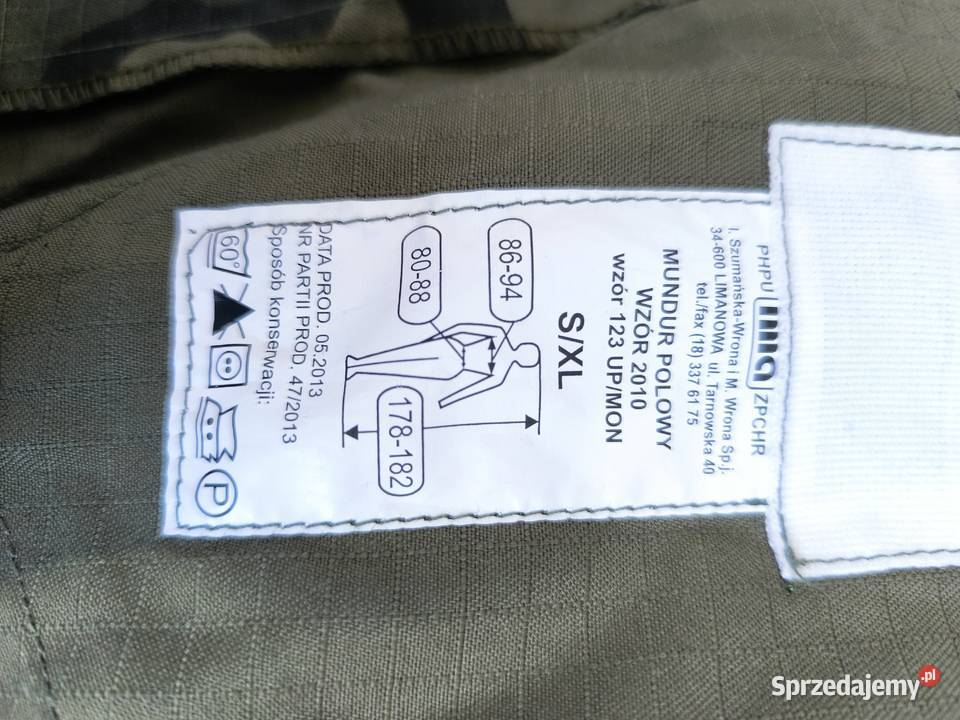 PHPU ima ZPCHR
I. Szumańska-Wrona i M. Wrona Sp.j.
34-600 LIMANOWA ul. Tarnowska 40
tel./fax (18) 337 61 75
MUNDUR POLOWY
WZÓR 2010
wzór 123 UP/MON
S/XL
86-94
80-88
178-182
DATA PROD. 05.2013
NR PARTII PROD. 47/2013
Sposób konserwacji:
60°
P
Sprzedajemy.pl